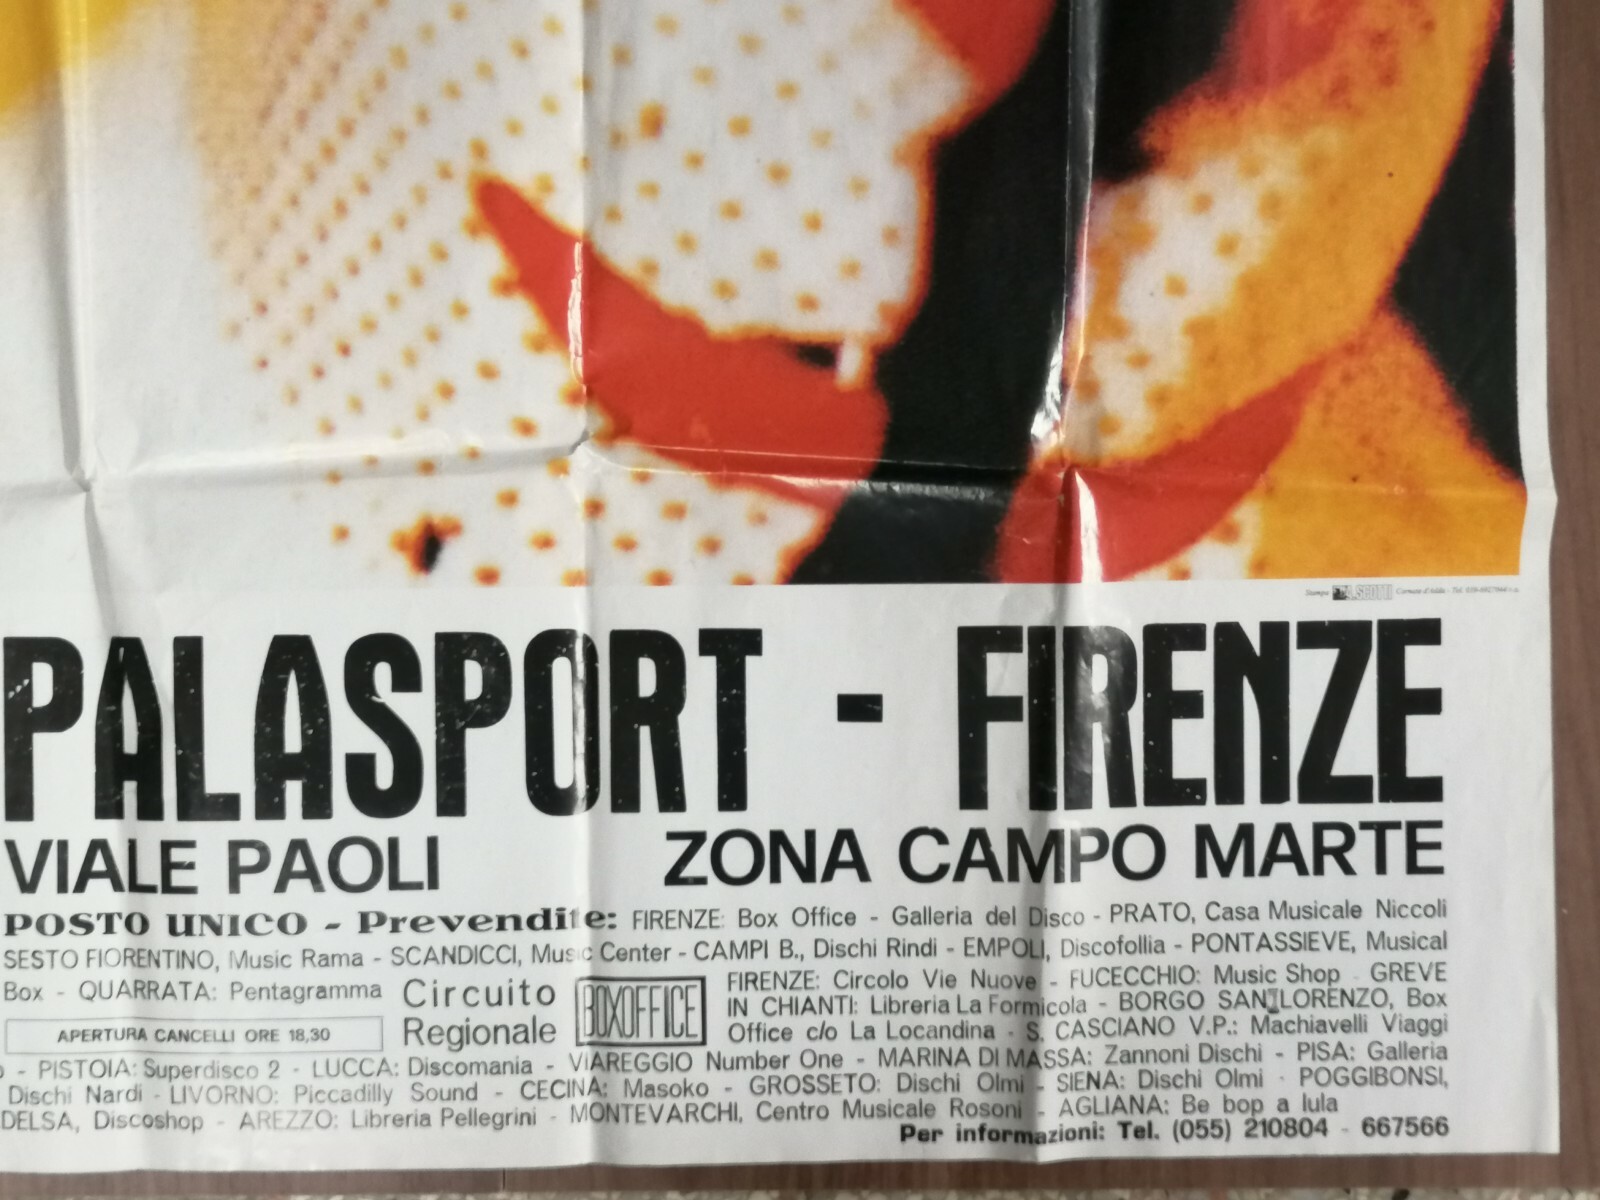 Stampa A.SCOTTI Cornate d'Adda - Tel.
PALASPORT - FIRENZE
VIALE PAOLI ZONA CAMPO MARTE
POSTO UNICO - Prevendite: FIRENZE: Box Office - Galleria del Disco - PRATO, Casa Musicale Niccoli
SESTO FIORENTINO, Music Rama - SCANDICCI, Music Center - CAMPI B., Dischi Rindi - EMPOLI, Discofollia - PONTASSIEVE, Musical
Box - QUARRATA: Pentagramma
APERTURA CANCELLI ORE 18,30
Circuito
Regionale
BOXOFFICE
FIRENZE: Circolo Vie Nuove - FUCECCHIO: Music Shop - GREVE
IN CHIANTI: Libreria La Formicola - BORGO SAN LORENZO, Box
Office c/o La Locandina - S. CASCIANO V.P.: Machiavelli Viaggi
- PISTOIA: Superdisco 2 - LUCCA: Discomania - VIAREGGIO Number One - MARINA DI MASSA: Zannoni Dischi - PISA: Galleria
Dischi Nardi - LIVORNO: Piccadilly Sound - CECINA: Masoko - GROSSETO: Dischi Olmi - SIENA: Dischi Olmi - POGGIBONSI,
DELSA, Discoshop - AREZZO: Libreria Pellegrini - MONTEVARCHI, Centro Musicale Rosoni - AGLIANA: Be bop a lula
Per informazioni: Tel. (055) 210804 - 667566